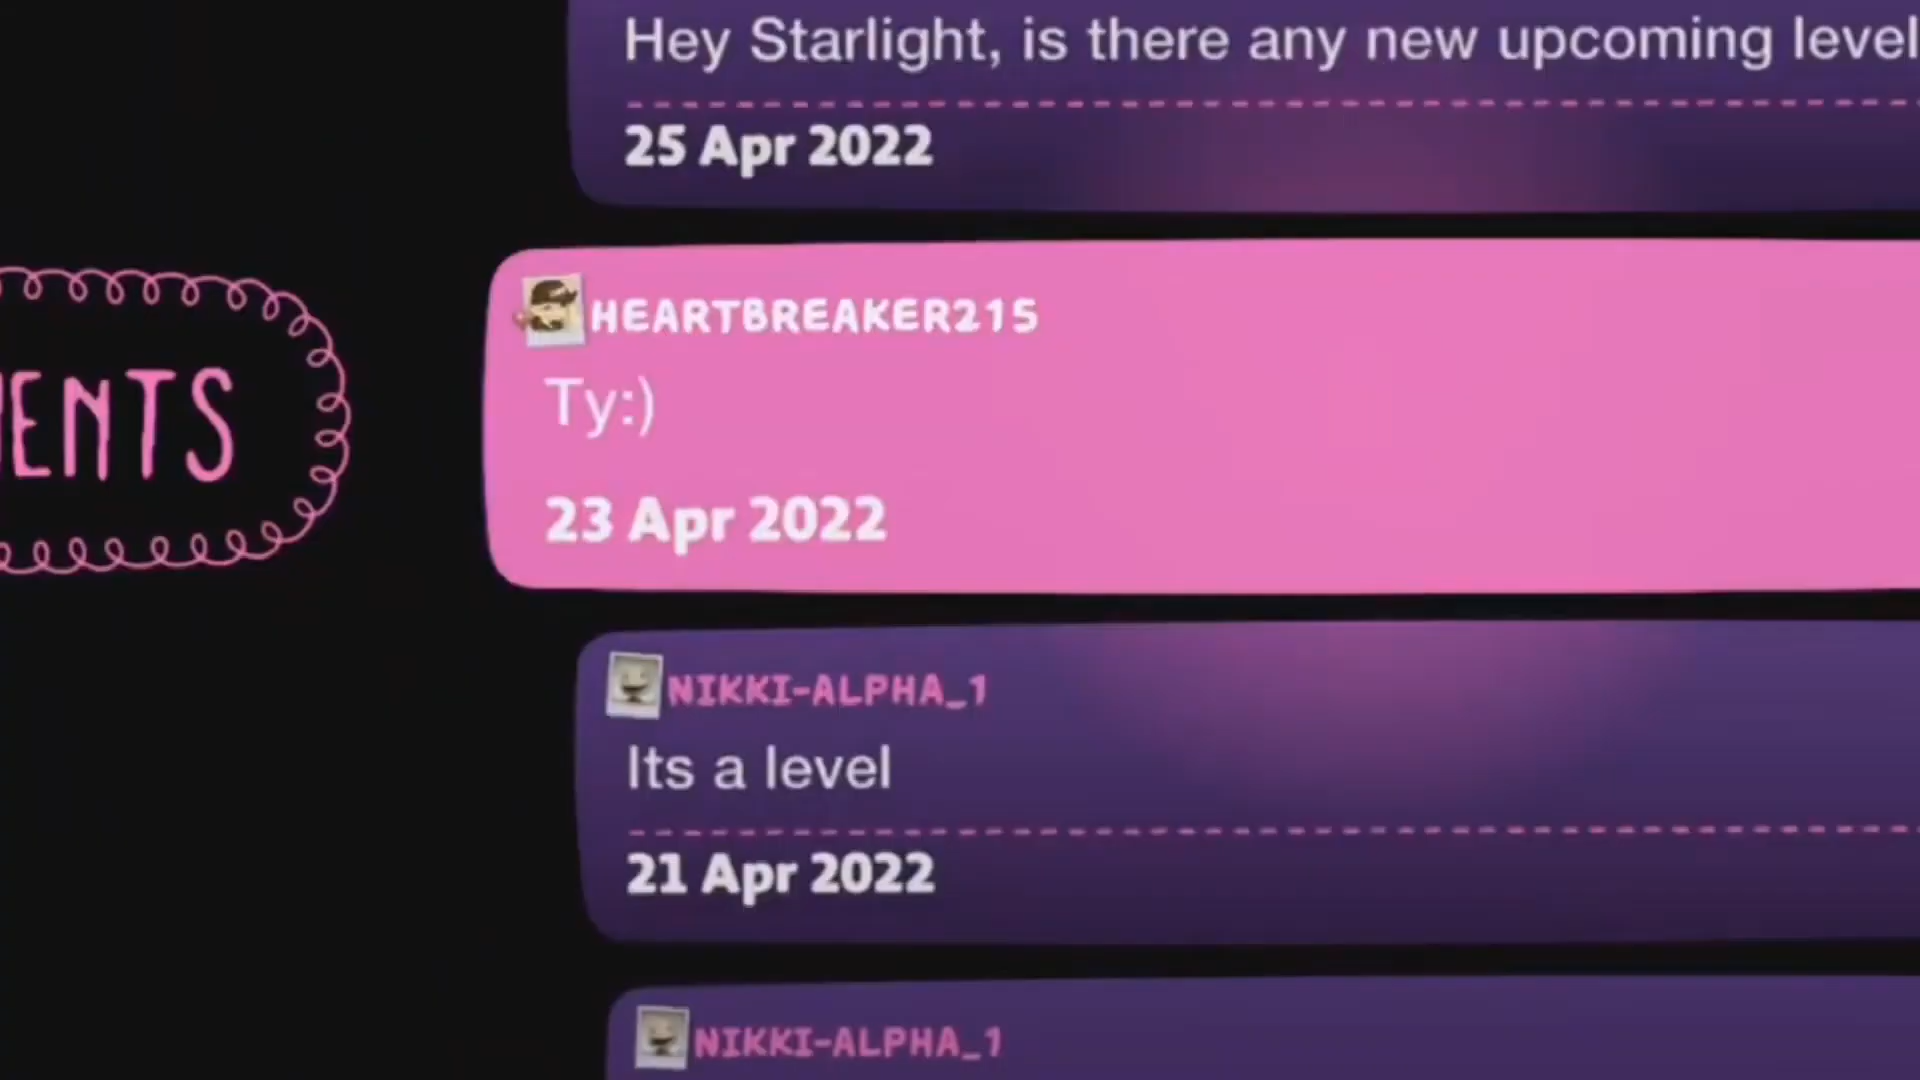 Hey Starlight, is there any new upcoming level
25 Apr 2022
HEARTBREAKER215
Ty:)
23 Apr 2022
ENTS
NIKKI-ALPHA_1
Its a level
21 Apr 2022
NIKKI-ALPHA_1